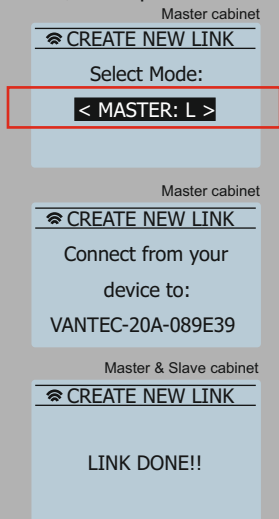 Master cabinet
CREATE NEW LINK
Select Mode:
< MASTER: L >
Master cabinet
CREATE NEW LINK
Connect from your
device to:
VANTEC-20A-089E39
Master & Slave cabinet
CREATE NEW LINK
LINK DONE!!